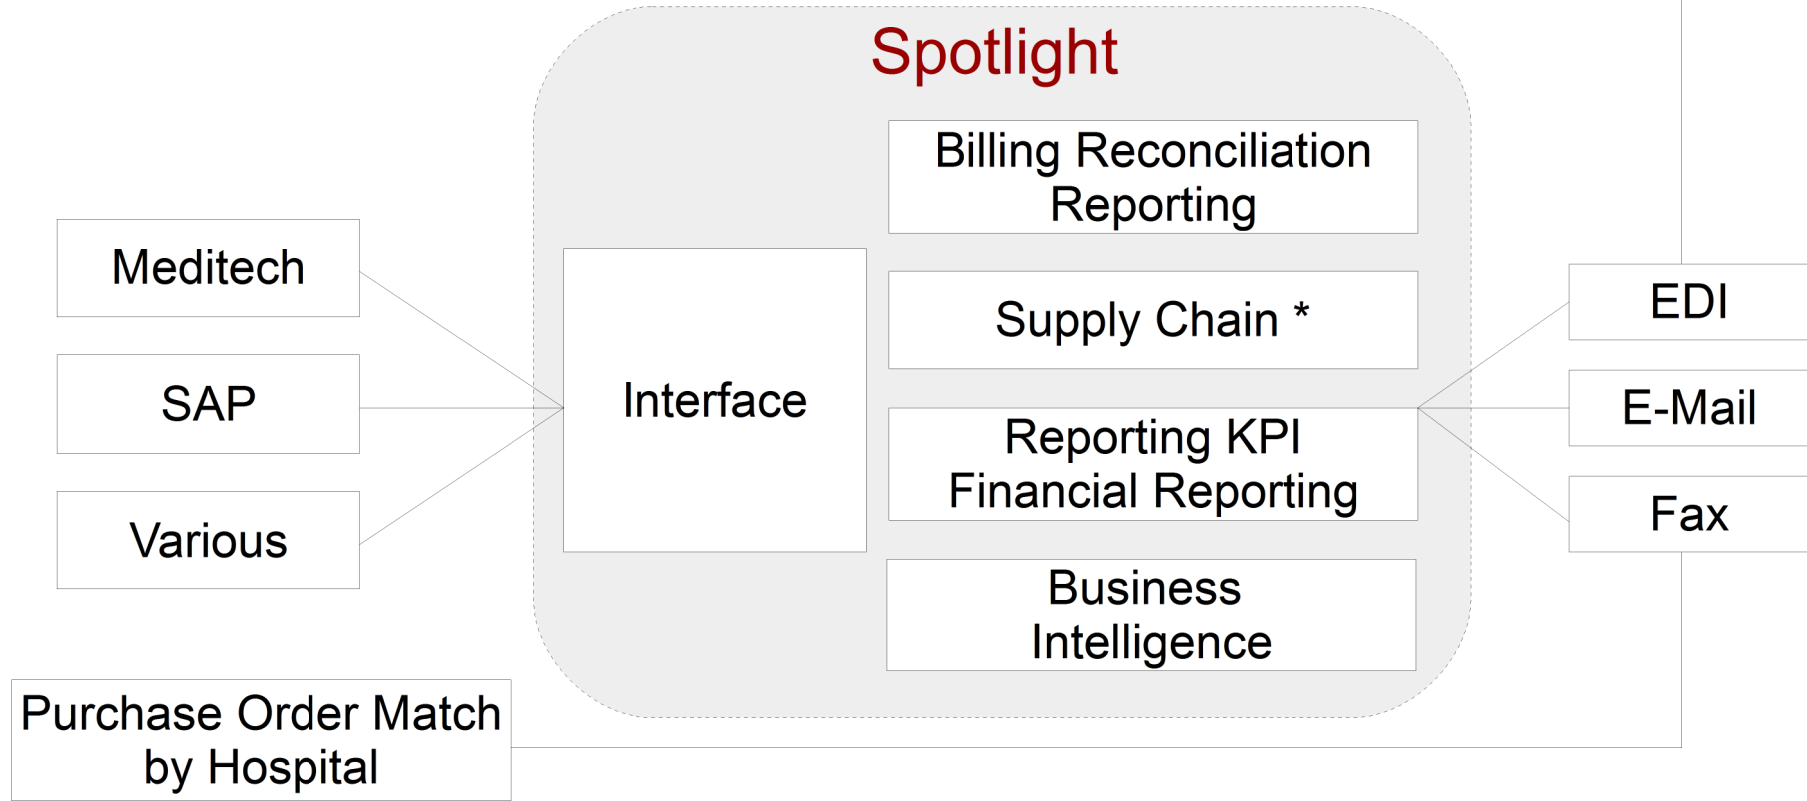 Spotlight
Billing Reconciliation
Reporting
Meditech
SAP
Various
Interface
Supply Chain *
Reporting KPI
Financial Reporting
Business
Intelligence
EDI
E-Mail
Fax
Purchase Order Match
by Hospital